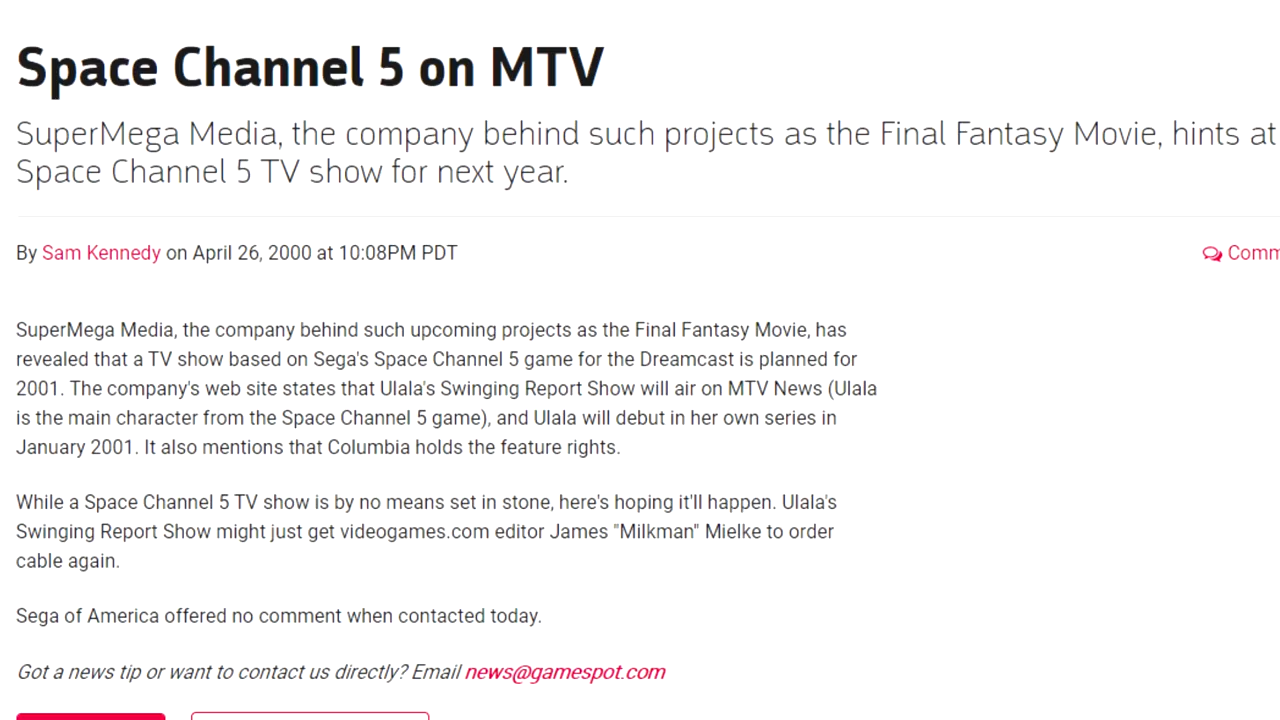 Space Channel 5 on MTV
SuperMega Media, the company behind such projects as the Final Fantasy Movie, hints at
Space Channel 5 TV show for next year.
By Sam Kennedy on April 26, 2000 at 10:08PM PDT
Comm
SuperMega Media, the company behind such upcoming projects as the Final Fantasy Movie, has
revealed that a TV show based on Sega's Space Channel 5 game for the Dreamcast is planned for
2001. The company's web site states that Ulala's Swinging Report Show will air on MTV News (Ulala
is the main character from the Space Channel 5 game), and Ulala will debut in her own series in
January 2001. It also mentions that Columbia holds the feature rights.
While a Space Channel 5 TV show is by no means set in stone, here's hoping it'll happen. Ulala's
Swinging Report Show might just get videogames.com editor James "Milkman" Mielke to order
cable again.
Sega of America offered no comment when contacted today.
Got a news tip or want to contact us directly? Email news@gamespot.com